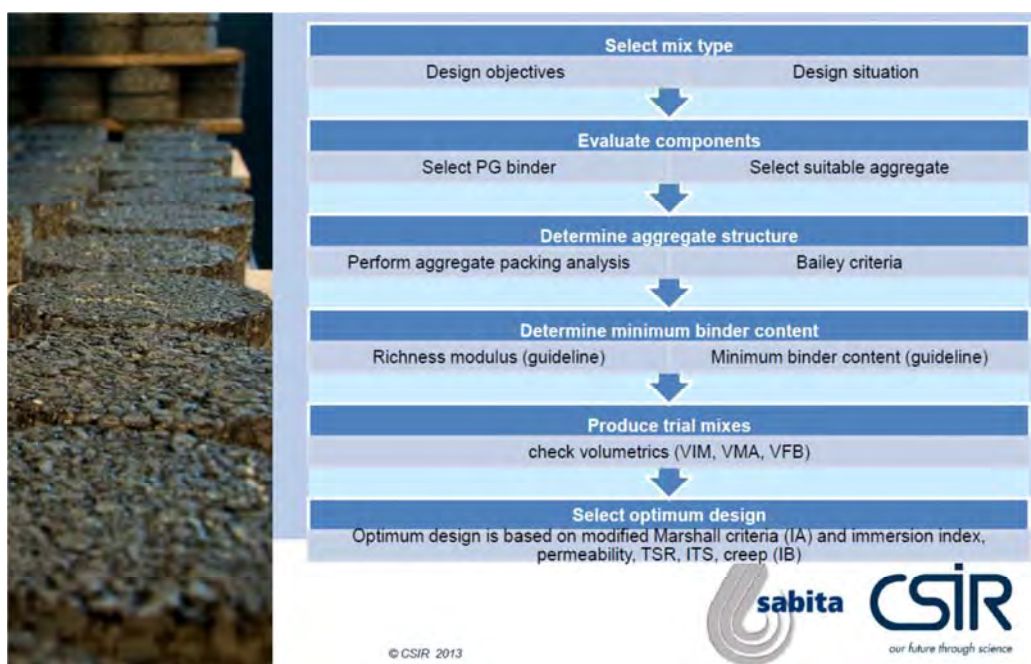 Select mix type
Design objectives
Design situation
Evaluate components
Select PG binder
Select suitable aggregate
Determine aggregate structure
Perform aggregate packing analysis
Bailey criteria
Determine minimum binder content
Richness modulus (guideline)
Minimum binder content (guideline)
Produce trial mixes
check volumetrics (VIM, VMA, VFB)
Select optimum design
Optimum design is based on modified Marshall criteria (IA) and immersion index,
permeability, TSR, ITS, creep (IB)
sabita
CSIR
our future through science
© CSIR 2013